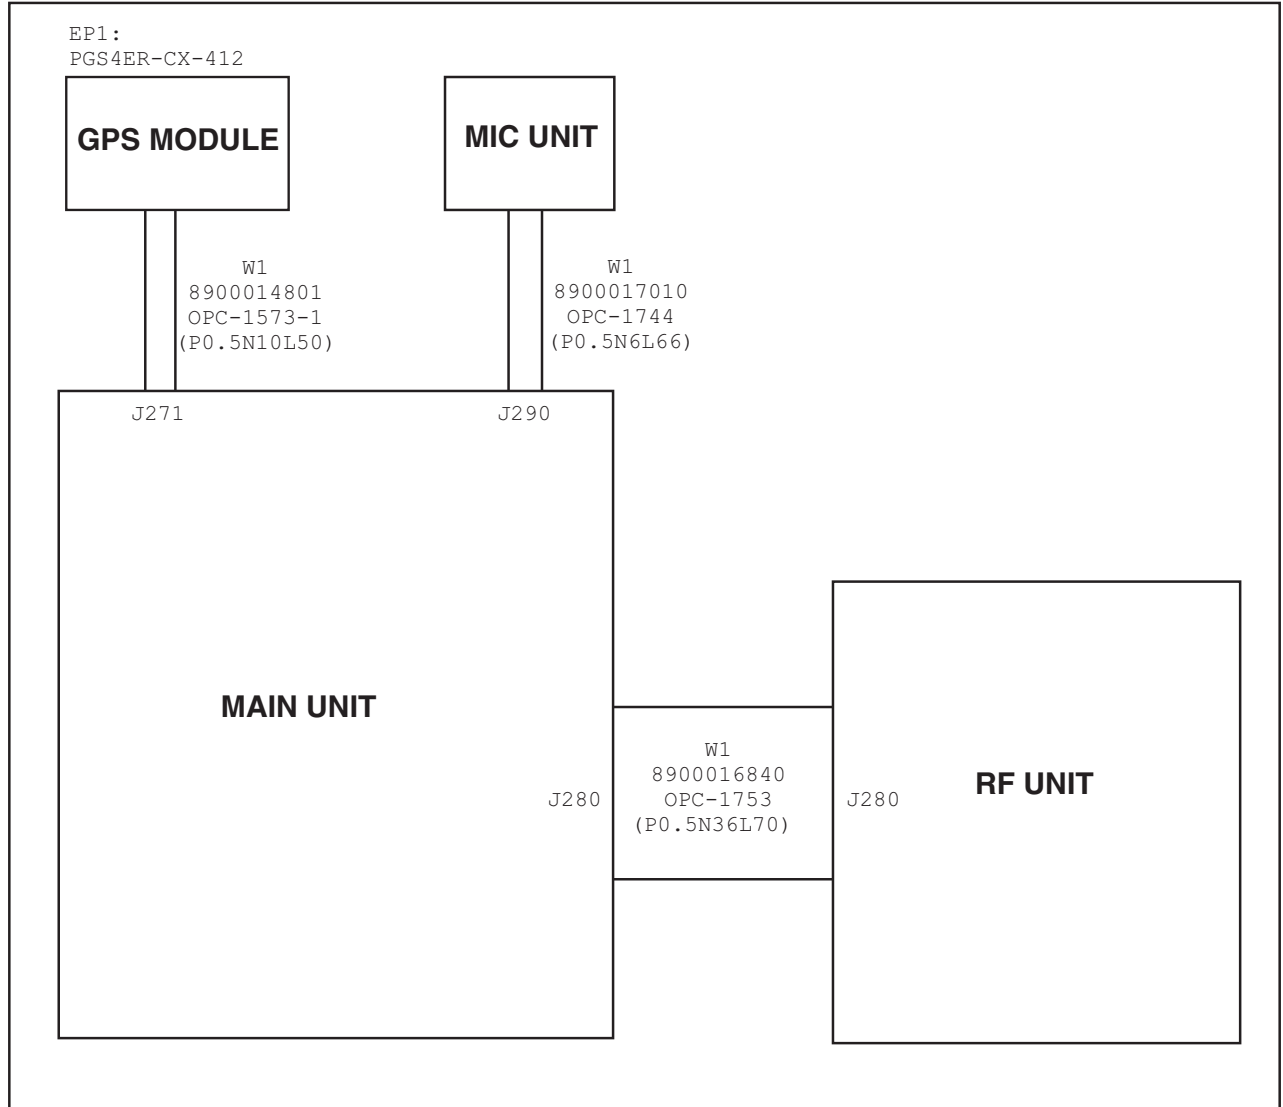 EP1:
PGS4ER-CX-412
GPS MODULE
MIC UNIT
W1
8900014801
OPC-1573-1
(P0.5N10L50)
W1
8900017010
OPC-1744
(P0.5N6L66)
J271
J290
MAIN UNIT
J280
W1
8900016840
OPC-1753
(P0.5N36L70)
J280
RF UNIT